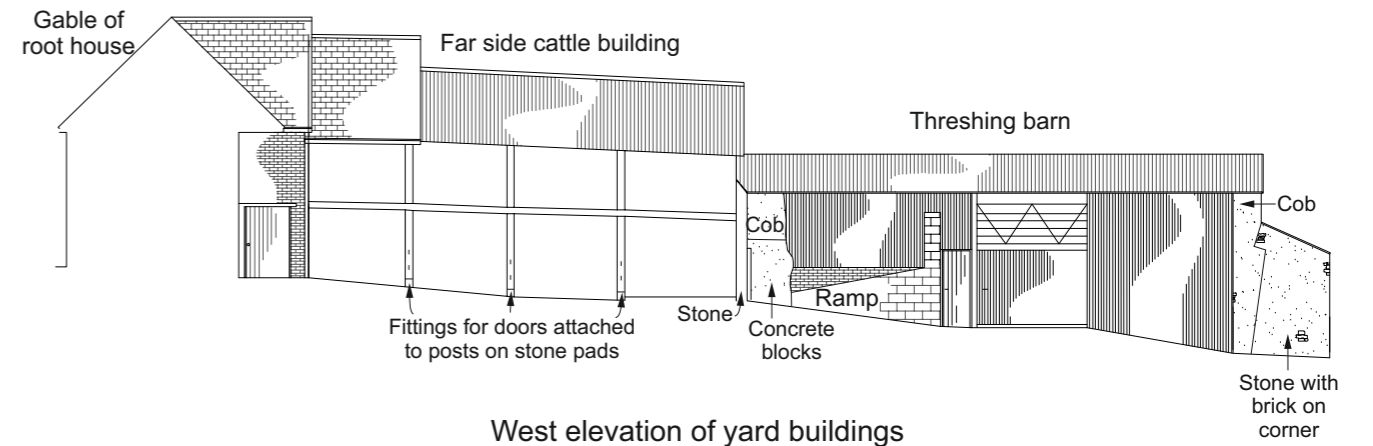 Gable of
root house
Far side cattle building
Threshing barn
Cob
Cob
Ramp
Stone
Fittings for doors attached
to posts on stone pads
Concrete
blocks
Stone with
brick on
corner
West elevation of yard buildings